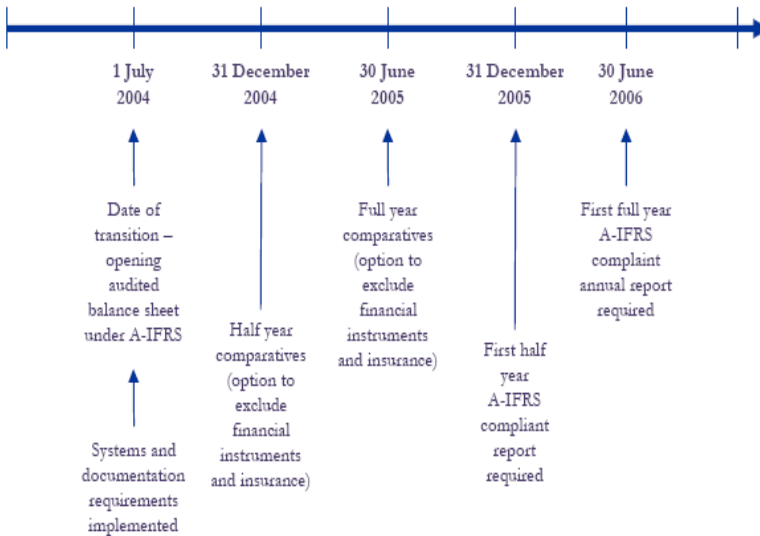 1 July
2004
31 December
2004
30 June
2005
31 December
2005
30 June
2006
Date of
transition –
opening
audited
balance sheet
under A-IFRS
Systems and
documentation
requirements
implemented
Half year
comparatives
(option to
exclude
financial
instruments
and insurance)
Full year
comparatives
(option to
exclude
financial
instruments
and insurance)
First half
year
A-IFRS
compliant
report
required
First full year
A-IFRS
complaint
annual report
required